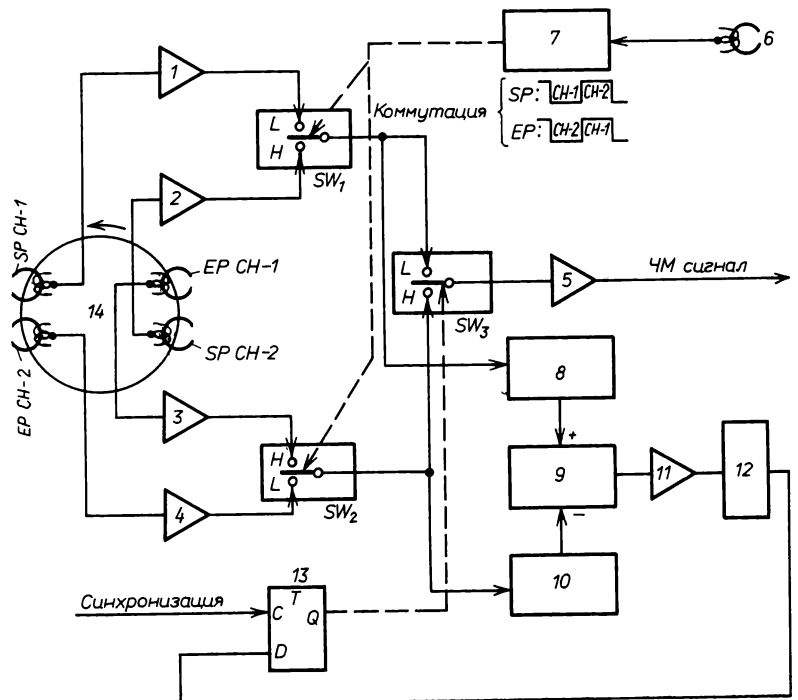 7
6
1
Коммутация
SP: CH-1 CH-2
EP: CH-2 CH-1
L
H
SW1
2
SP CH-1
EP CH-1
14
L
H
SW3
5
ЧМ сигнал
EP CH-2
SP CH-2
8
3
+
H
L
SW2
9
11
12
4
−
10
13
Синхронизация
T
C
Q
D